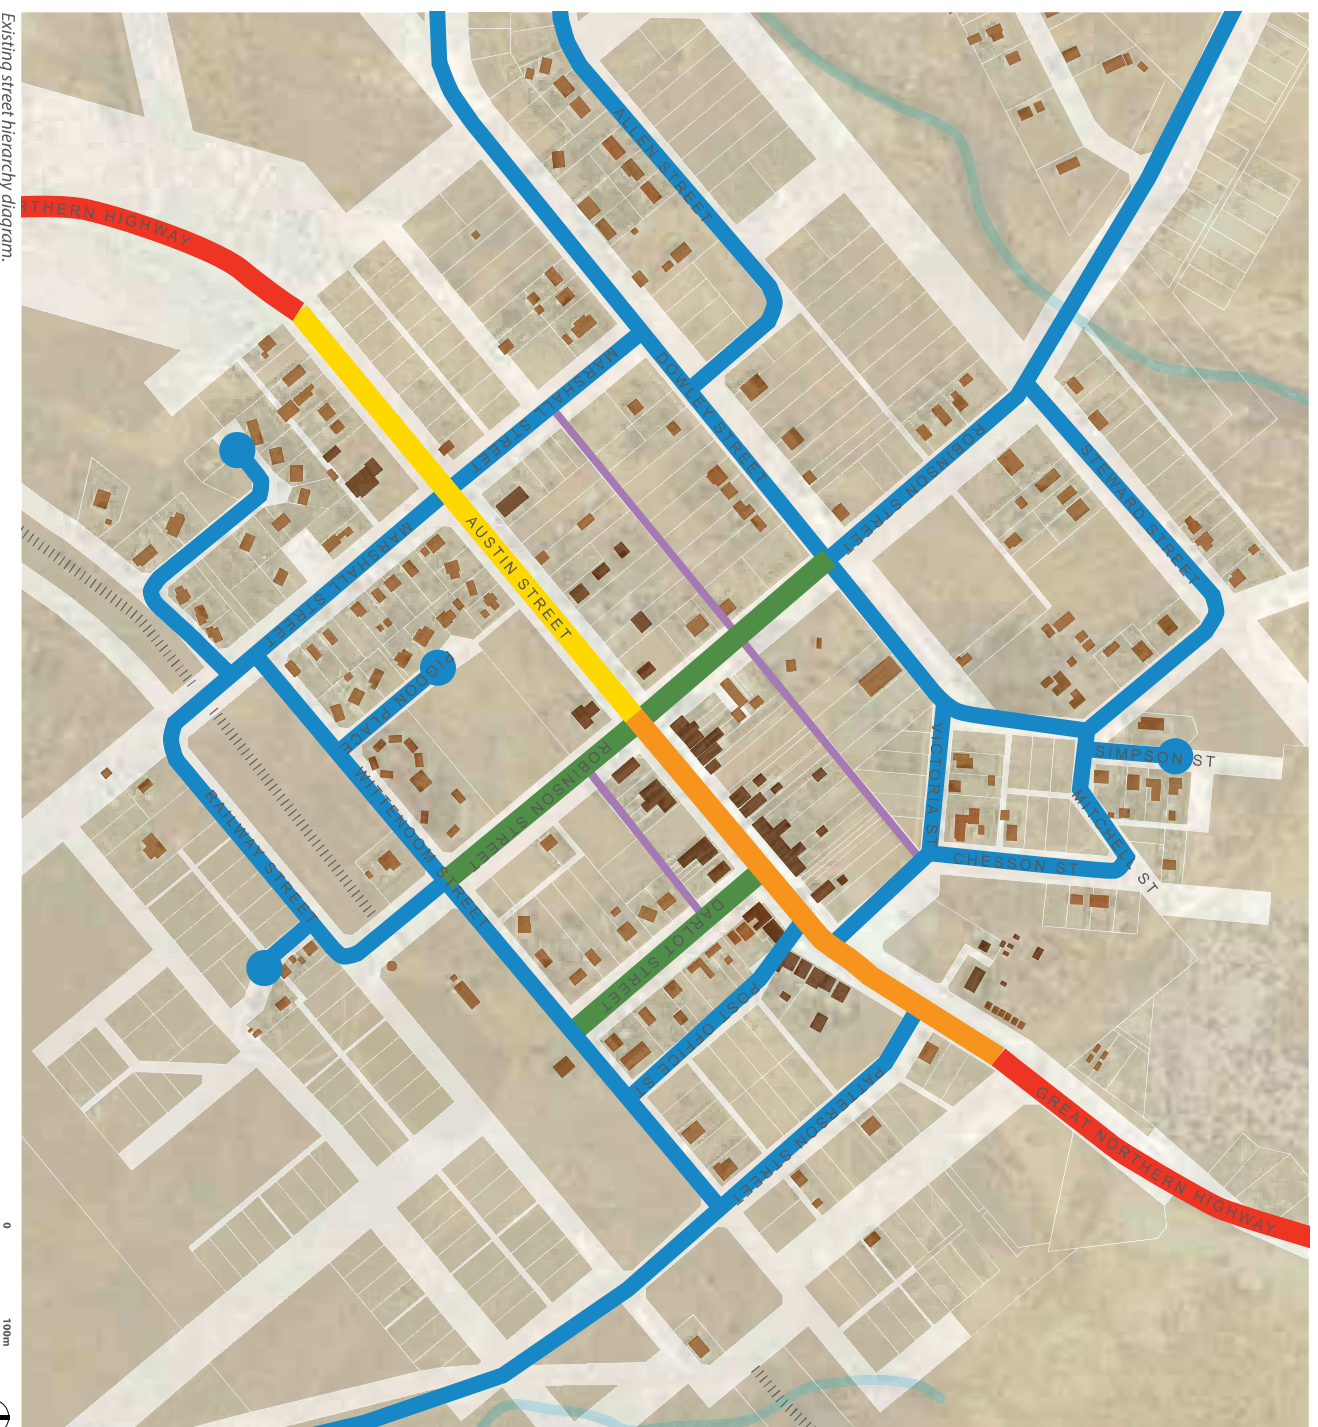 Existing street hierarchy diagram.
ALLEN STREET
RTHERN HIGHWAY
MARSHALL STREET
DOWLEY STREET
ROBINSON STREET
STEWARD STREET
AUSTIN STREET
MARSHALL STREET
RIGDON PLACE
VICTORIA ST
SIMPSON ST
MITCHELL ST
CHESSON ST
ROBINSON STREET
WITTENOOM STREET
RAILWAY STREET
DARLOT STREET
POST OFFICE ST
PATTERSON STREET
GREAT NORTHERN HIGHWAY
0
100m